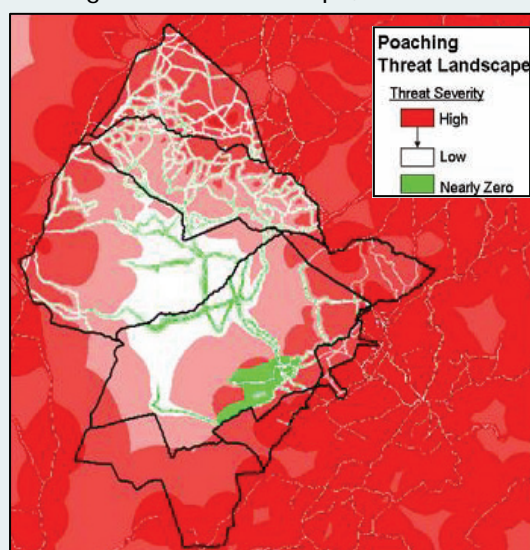 Poaching
Threat Landscape
Threat Severity
High
Low
Nearly Zero